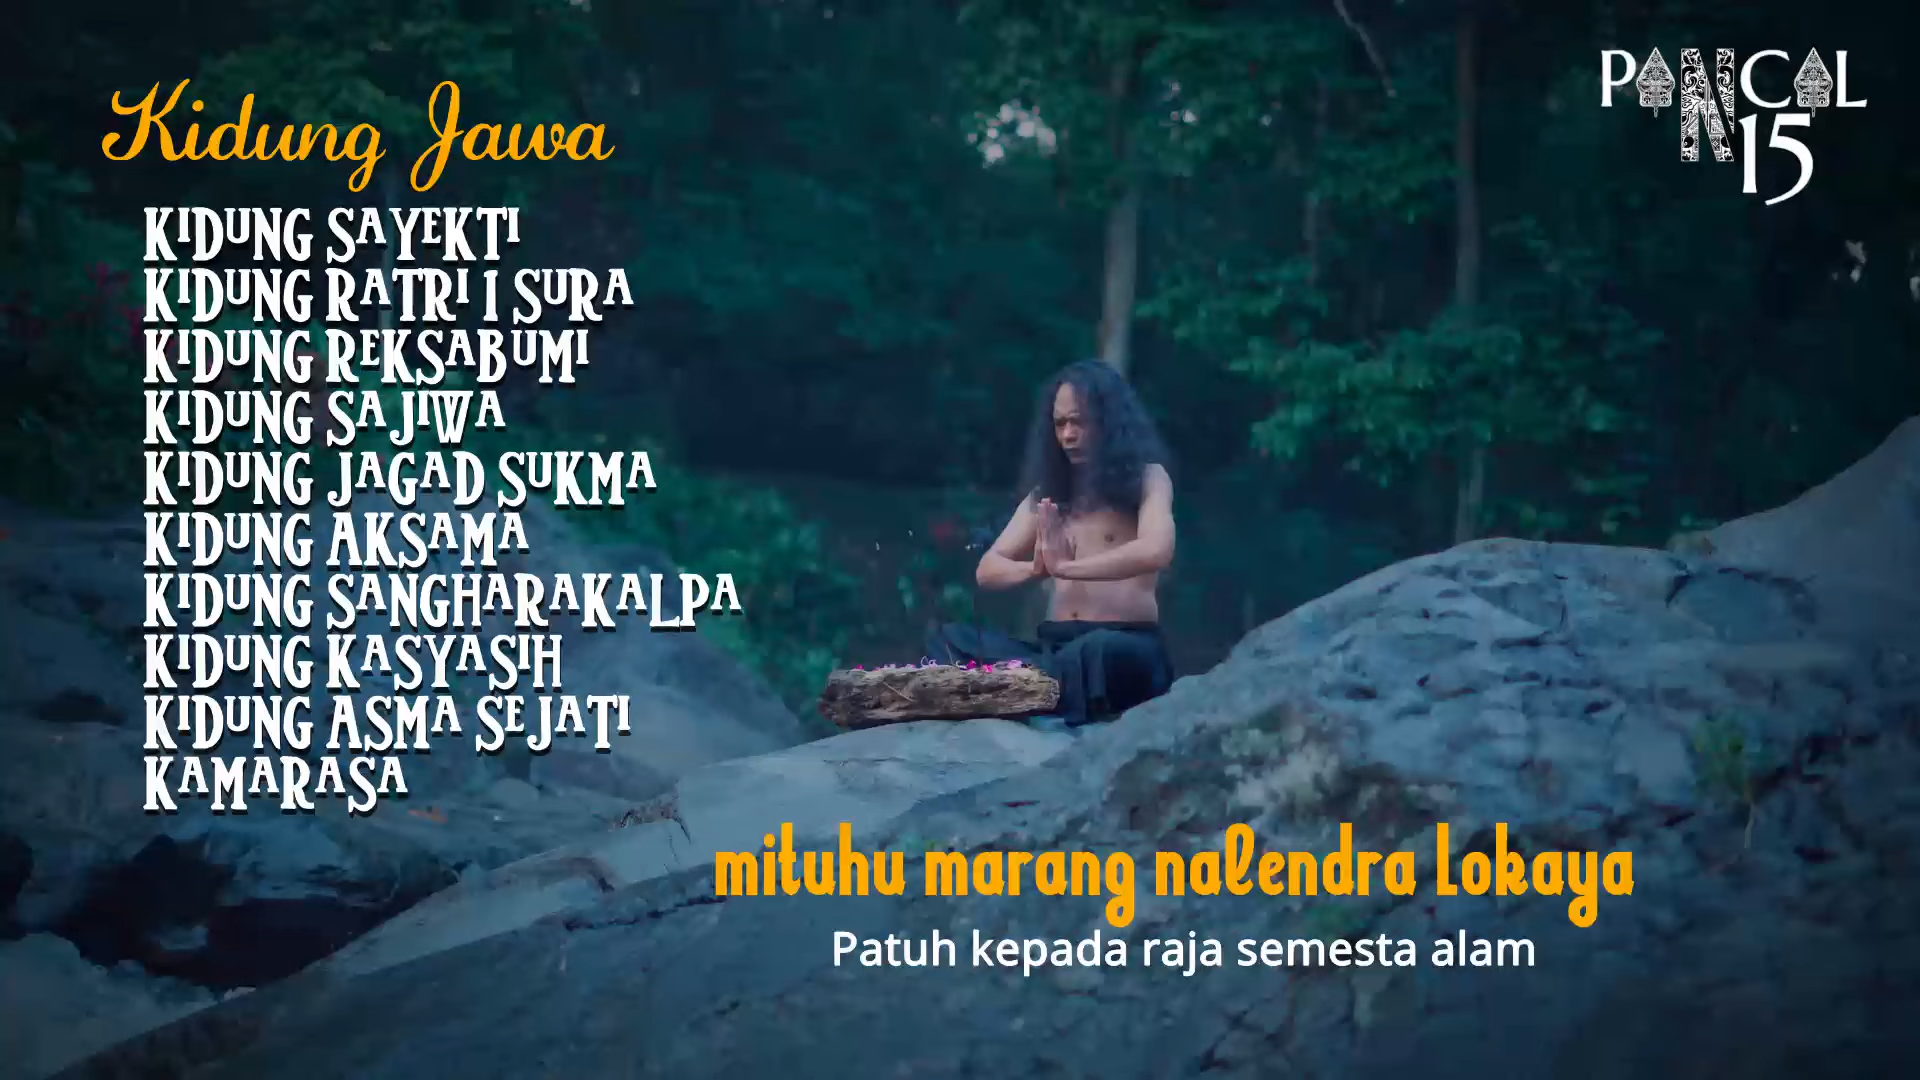 Kidung Jawa
KIDUNG SAYEKTI
KIDUNG RATRI 1 SURA
KIDUNG REKSABUMI
KIDUNG SAJIWA
KIDUNG JAGAD SUKMA
KIDUNG AKSAMA
KIDUNG SANGHARAKALPA
KIDUNG KASYASIH
KIDUNG ASMA SEJATI
KAMARASA
PANCAL
15
mituhu marang nalendra Lokaya
Patuh kepada raja semesta alam